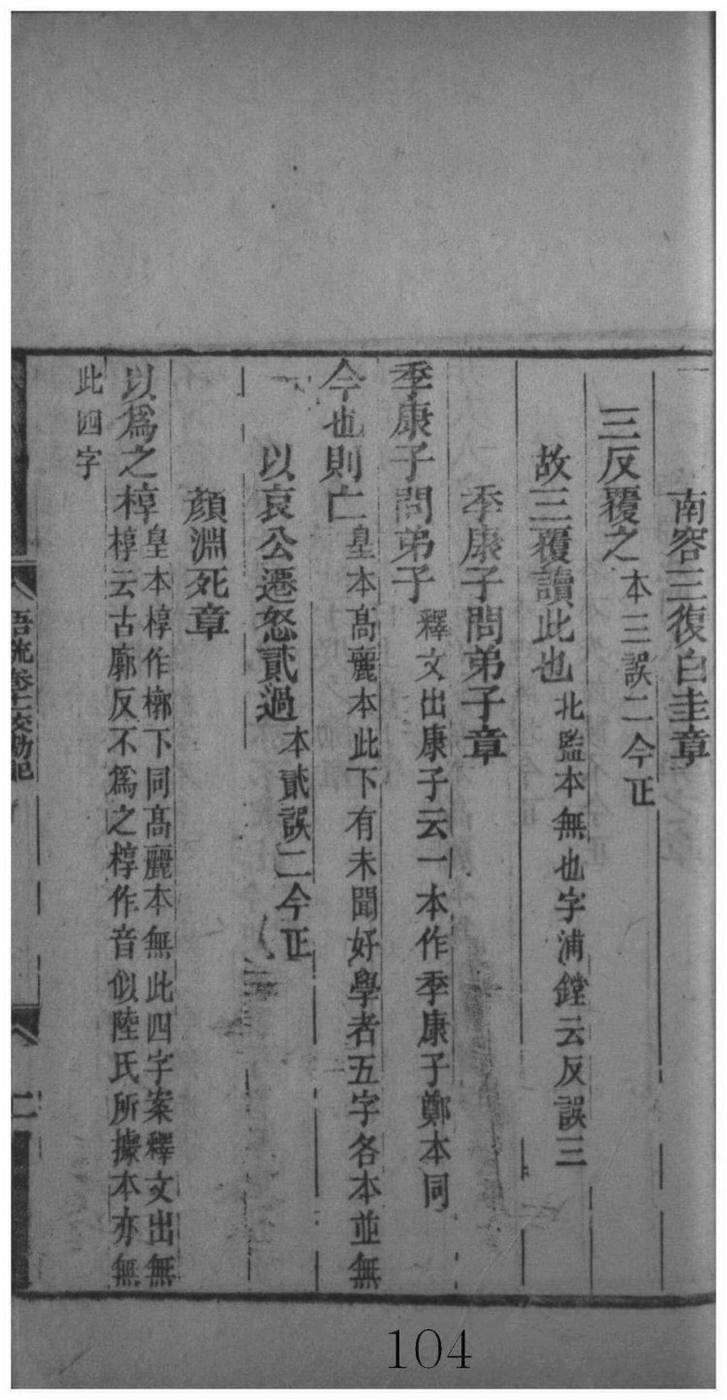 南容三復白圭章
三反覆之本三誤二今正
故三覆讀此也北監本無也字浦鏜云反誤三
季康子問弟子章
季康子問弟子釋文出康子云一本作季康子鄭本同
今也則亡皇本高麗本此下有未聞好學者五字各本並無
以哀公遷怒貳過本貳誤二今正
顏淵死章
以爲之椁皇本椁作槨下同高麗本無此四字案釋文出無
椁云古廓反不爲之椁作音似陸氏所據本亦無
此四字
104